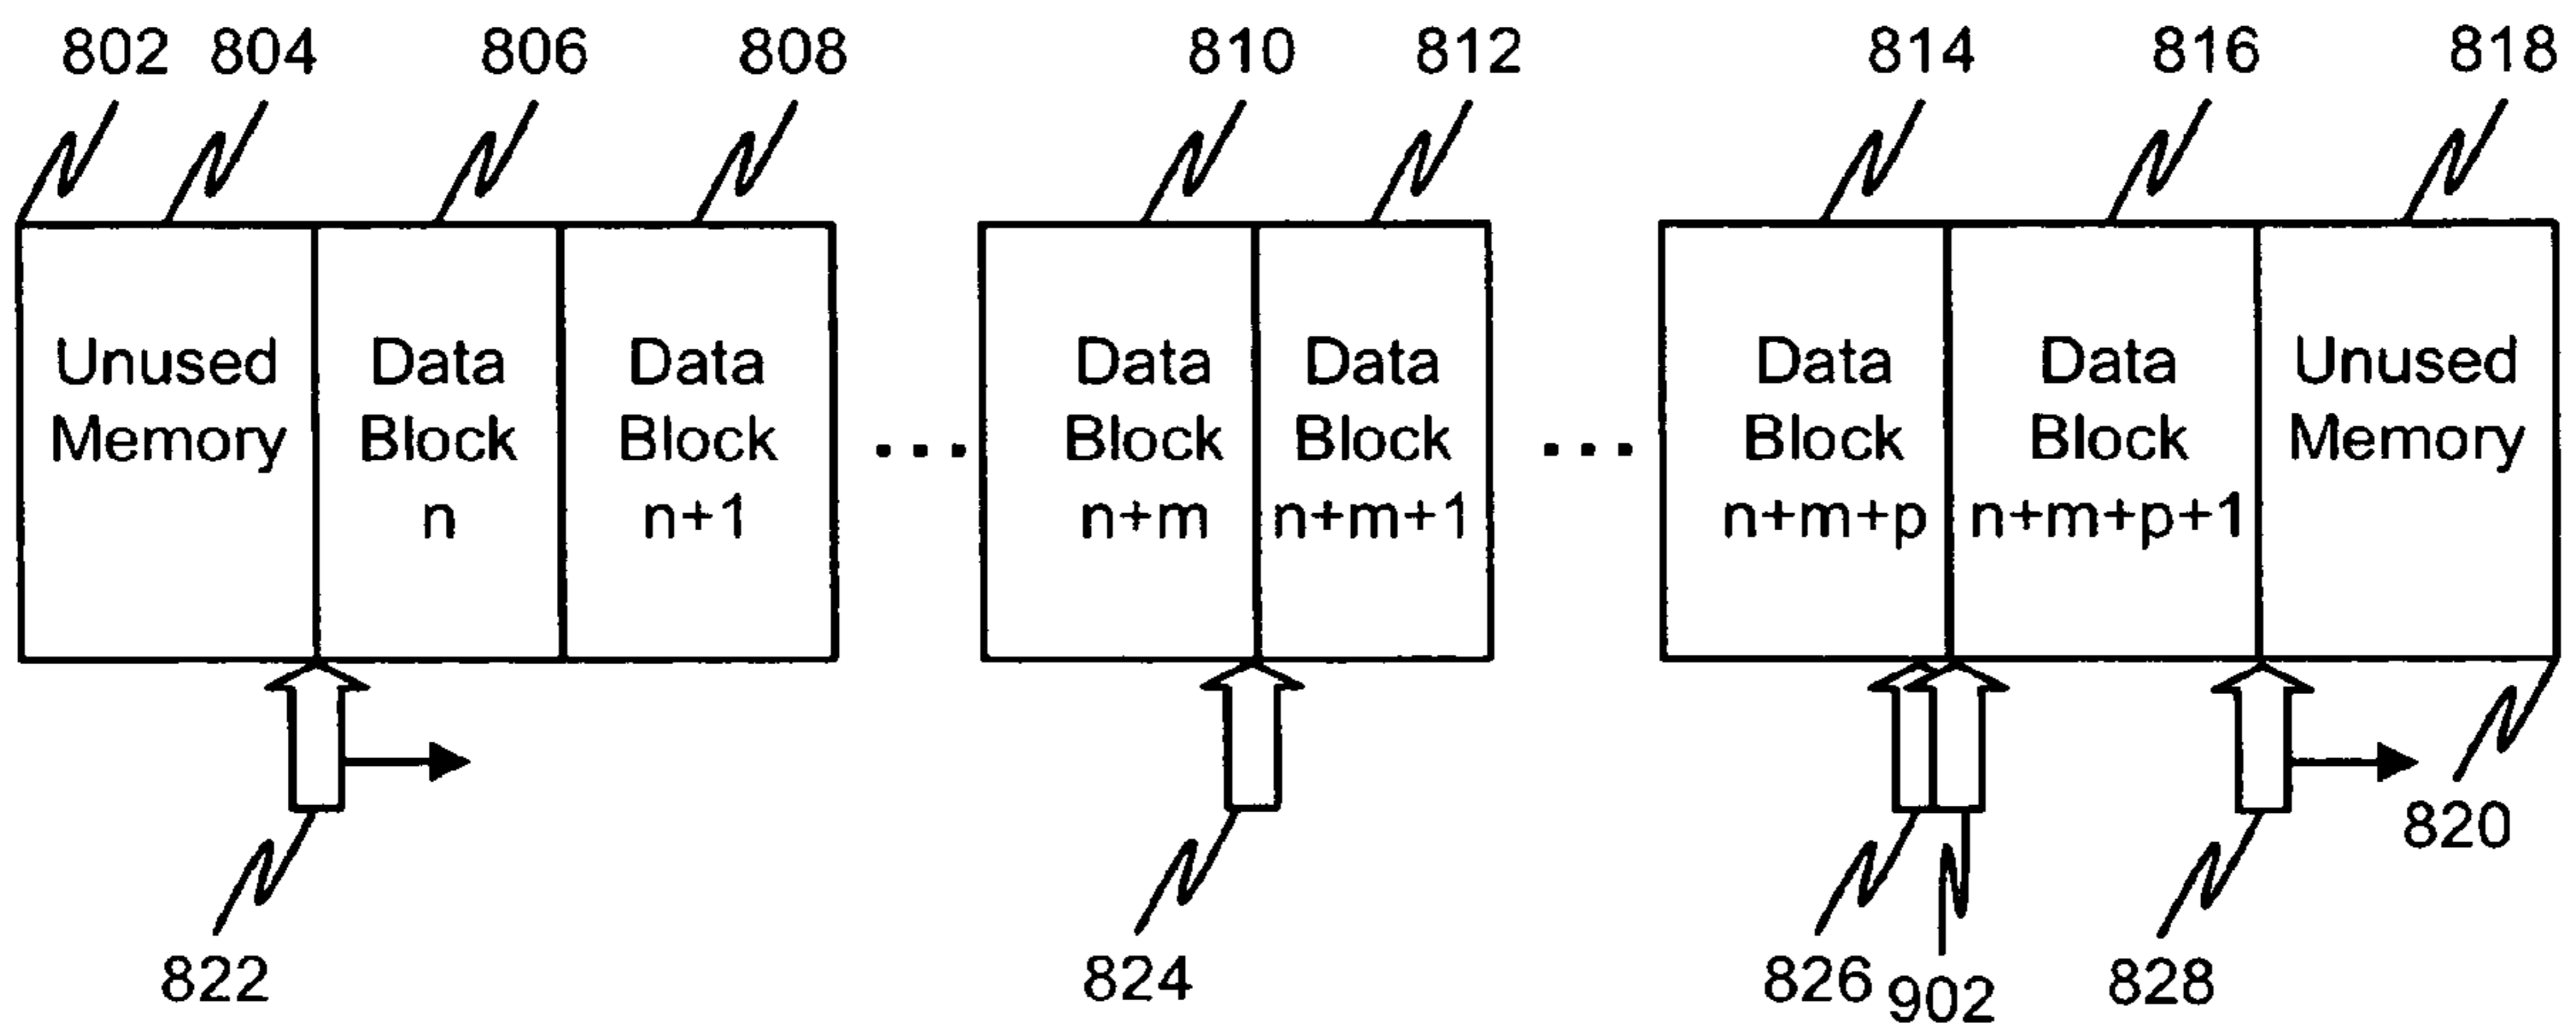 802 804 806 808 810 812 814 816 818
Unused Memory
Data Block n
Data Block n+1
...
Data Block n+m
Data Block n+m+1
...
Data Block n+m+p
Data Block n+m+p+1
Unused Memory
820
822 824 826 902 828